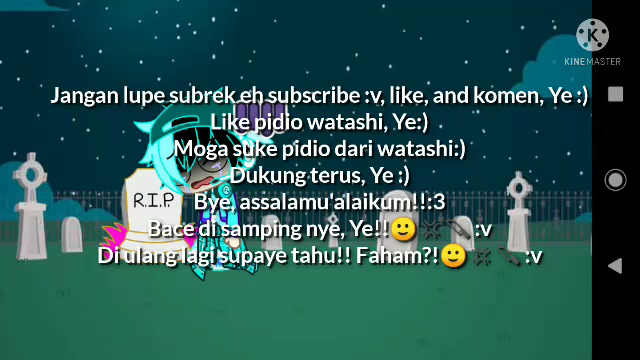 Jangan lupe subrek eh subscribe :v, like, and komen, Ye :)
Like pidio watashi, Ye:)
Moga suke pidio dari watashi:)
Dukung terus, Ye :)
Bye, assalamu'alaikum!!:3
Bace di samping nye, Ye!!🙂 :v
Di ulang lagi supaye tahu!! Faham?!🙂 :v
R.I.P
KINEMASTER